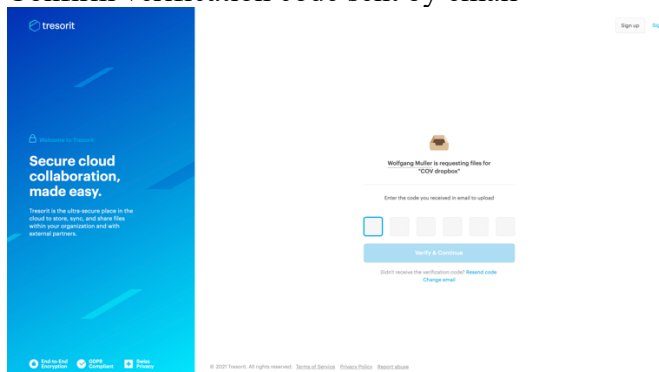 Confirm verification code sent by email
tresorit
Sign up
Welcome to Tresorit
Secure cloud
collaboration,
made easy.
Tresorit is the ultra-secure place in the
cloud to store, sync, and share files
within your organization and with
external partners.
End-to-End
Encryption
GDPR
Compliant
Swiss
Privacy
Wolfgang Muller is requesting files for
"COV dropbox"
Enter the code you received in email to upload
Verify & Continue
Didn't receive the verification code? Resend code
Change email
© 2021 Tresorit. All rights reserved. Terms of Service Privacy Policy Report abuse